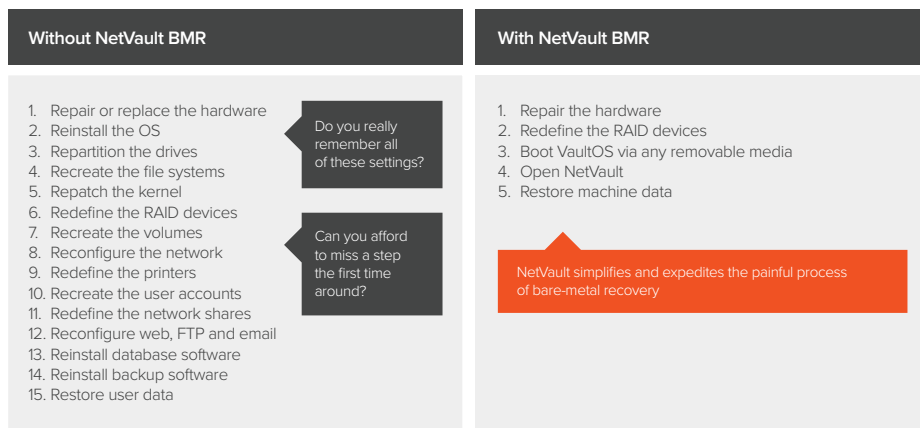 Without NetVault BMR
1. Repair or replace the hardware
2. Reinstall the OS
3. Repartition the drives
4. Recreate the file systems
5. Repatch the kernel
6. Redefine the RAID devices
7. Recreate the volumes
8. Reconfigure the network
9. Redefine the printers
10. Recreate the user accounts
11. Redefine the network shares
12. Reconfigure web, FTP and email
13. Reinstall database software
14. Reinstall backup software
15. Restore user data
Do you really
remember all
of these settings?
Can you afford
to miss a step
the first time
around?
With NetVault BMR
1. Repair the hardware
2. Redefine the RAID devices
3. Boot VaultOS via any removable media
4. Open NetVault
5. Restore machine data
NetVault simplifies and expedites the painful process
of bare-metal recovery